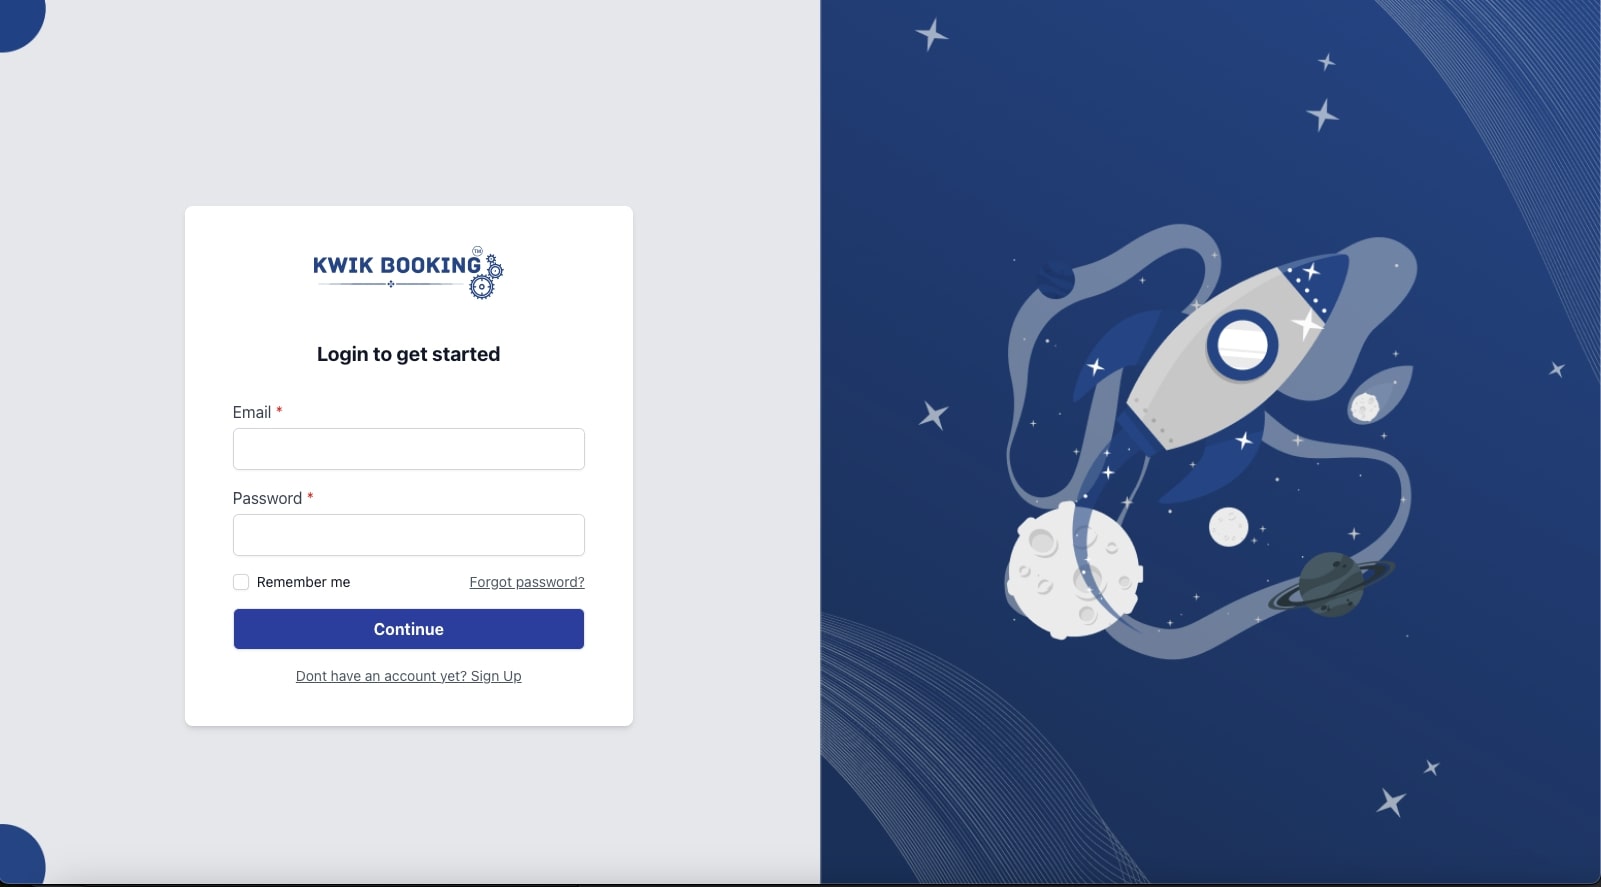 KWIK BOOKING TM
Login to get started
Email *
Password *
Remember me
Forgot password?
Continue
Dont have an account yet? Sign Up